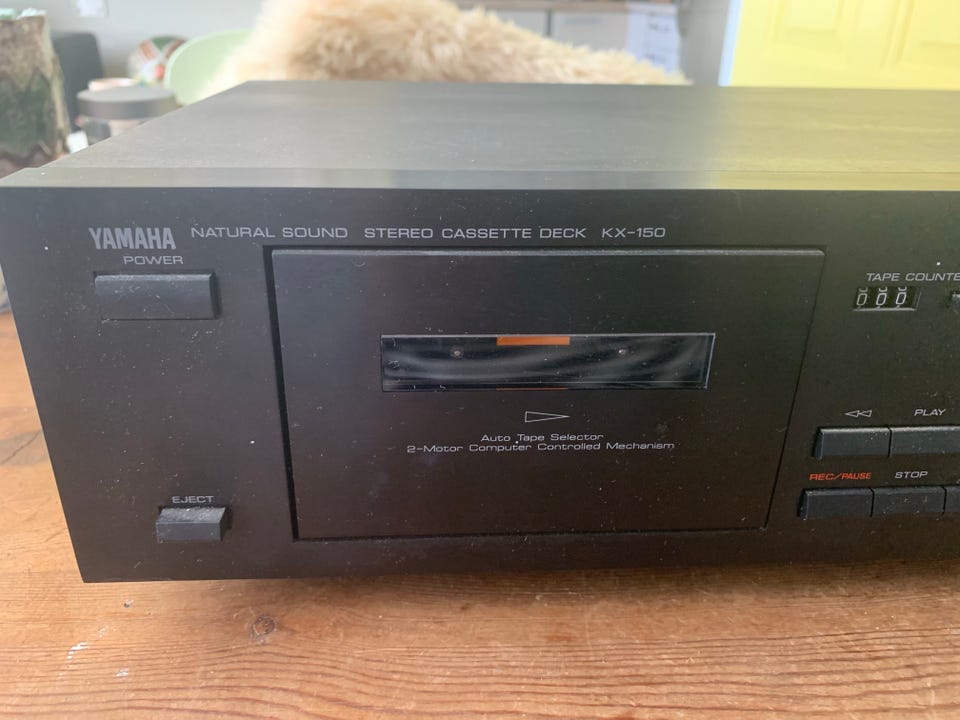 YAMAHA NATURAL SOUND STEREO CASSETTE DECK KX-150
POWER
TAPE COUNTE
000
Auto Tape Selector
2-Motor Computer Controlled Mechanism
PLAY
REC/PAUSE STOP
EJECT